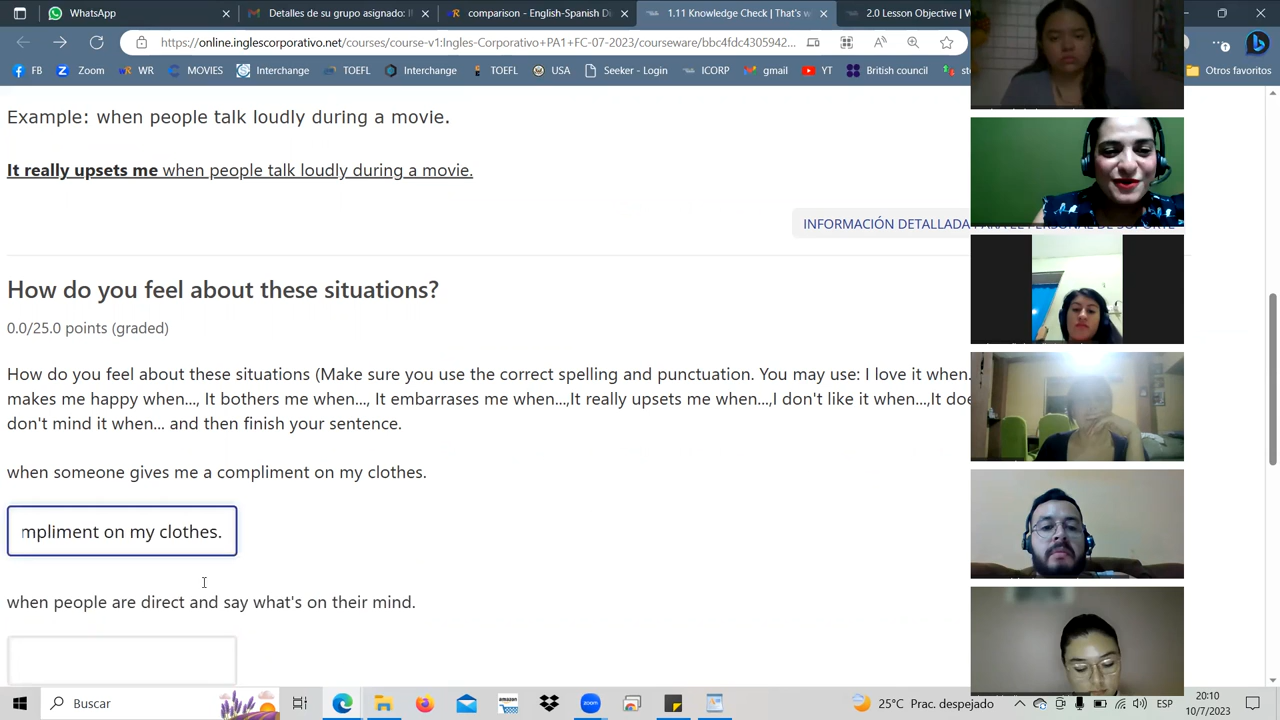 WhatsApp
Detalles de su grupo asignado: I
comparison - English-Spanish De
1.11 Knowledge Check | That's w
2.0 Lesson Objective | W
https://online.inglescorporativo.net/courses/course-v1:Ingles-Corporativo+PA1+FC-07-2023/courseware/bbc4fdc4305942...
FB Zoom WR MOVIES Interchange TOEFL Interchange TOEFL USA Seeker - Login ICORP gmail YT British council Otros favoritos
Example: when people talk loudly during a movie.
It really upsets me when people talk loudly during a movie.
INFORMACIÓN DETALLADA PARA EL PERSONAL DE SOPORTE
How do you feel about these situations?
0.0/25.0 points (graded)
How do you feel about these situations (Make sure you use the correct spelling and punctuation. You may use: I love it when.
makes me happy when..., It bothers me when..., It embarrases me when...,It really upsets me when...,I don't like it when...,It doe
don't mind it when... and then finish your sentence.
when someone gives me a compliment on my clothes.
mpliment on my clothes.
when people are direct and say what's on their mind.
Buscar
25°C Prac. despejado
ESP
20:10
10/7/2023